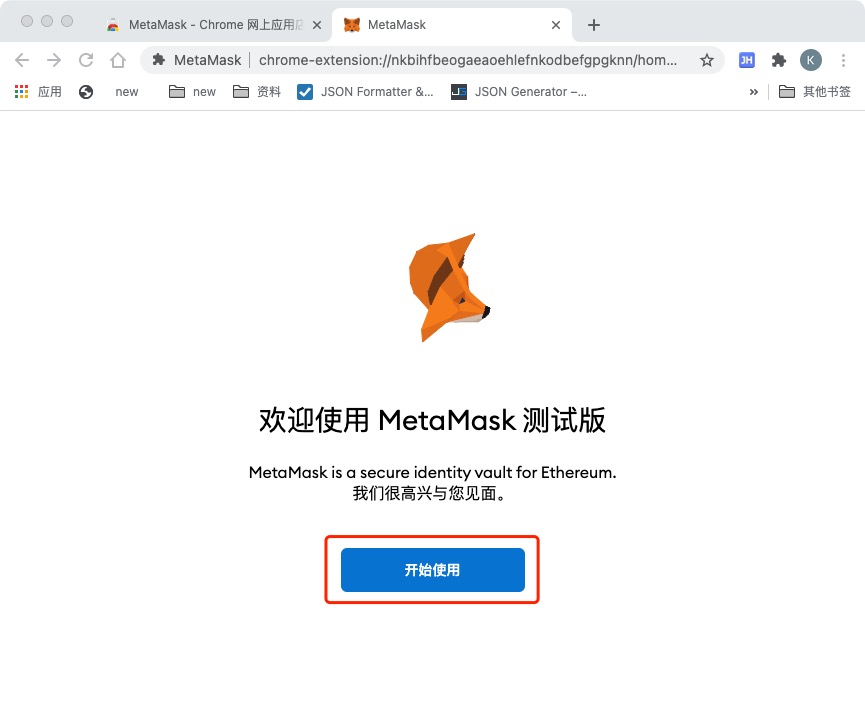 MetaMask - Chrome 网上应用店
MetaMask
MetaMask
chrome-extension://nkbihfbeogaeaoehlefnkodbefgpgknn/hom...
JH
K
应用
new
new
资料
JSON Formatter &...
JSON Generator –...
»
其他书签
欢迎使用 MetaMask 测试版
MetaMask is a secure identity vault for Ethereum.
我们很高兴与您见面。
开始使用